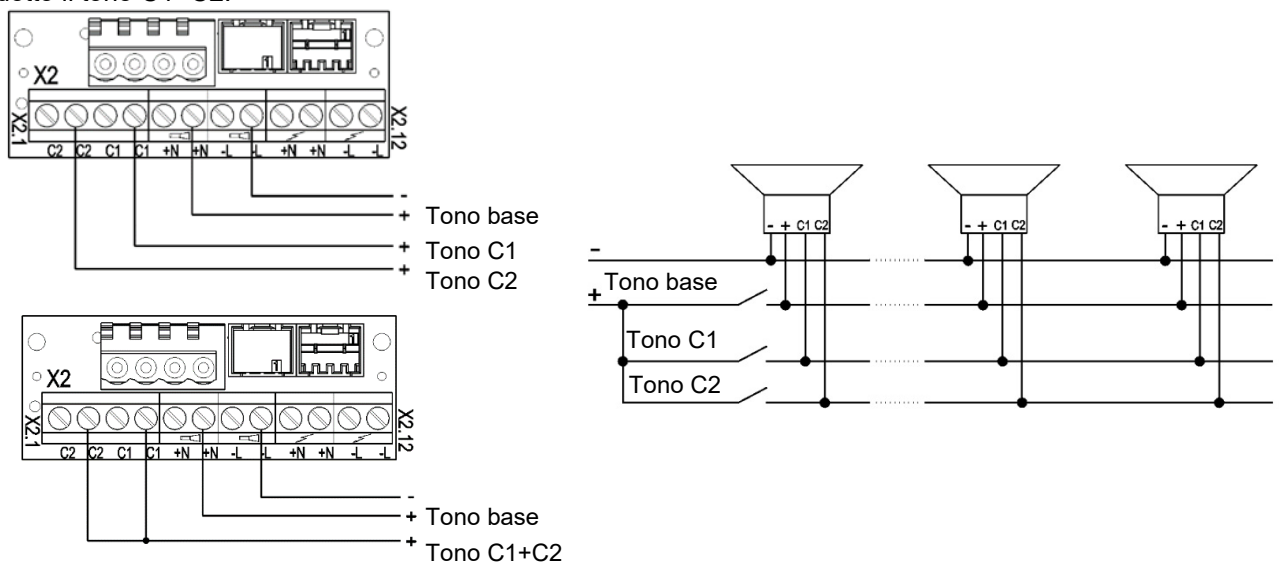 il tono C1+C2.
X2
X2.1 X2.12
C2 C2 C1 C1 +N +N -L -L +N +N -L -L
1
-
+ Tono base
+ Tono C1
+ Tono C2
X2
X2.1 X2.12
C2 C2 C1 C1 +N +N -L -L +N +N -L -L
1
-
+ Tono base
+ Tono C1+C2
- + C1 C2 - + C1 C2 - + C1 C2
-
+ Tono base
Tono C1
Tono C2